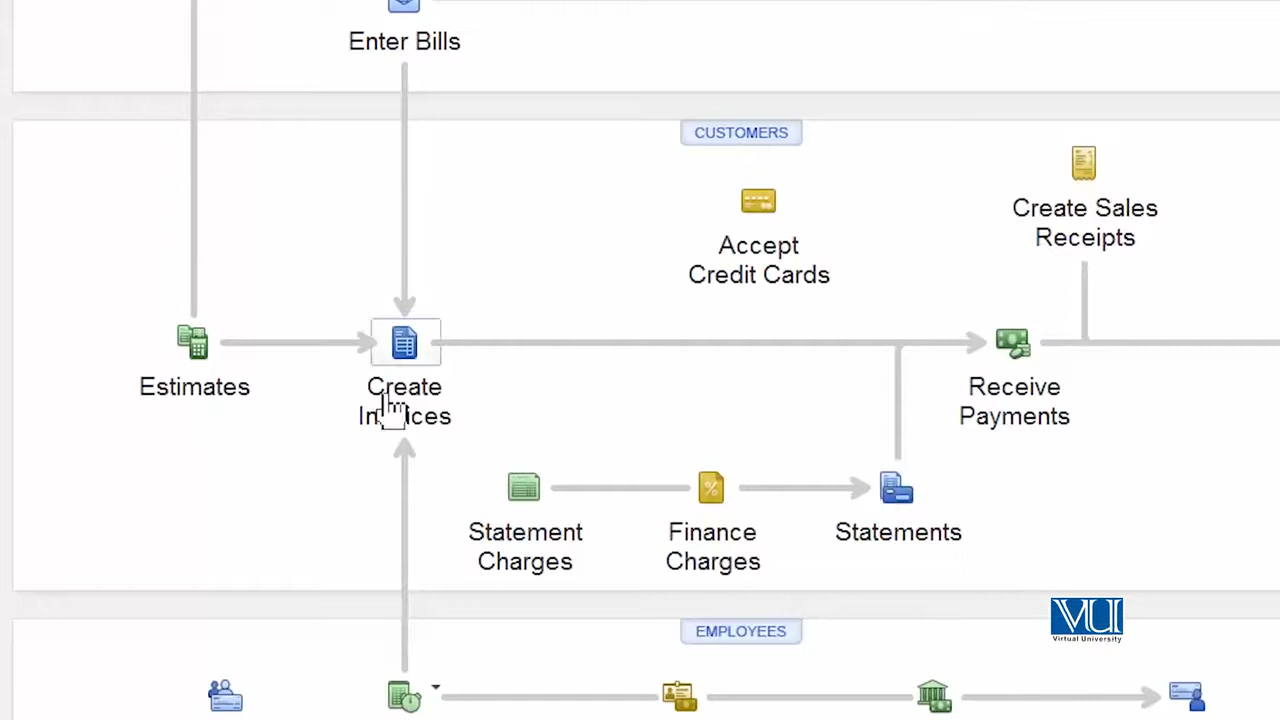 Enter Bills
CUSTOMERS
Accept
Credit Cards
Create Sales
Receipts
Estimates
Create
Invoices
Receive
Payments
Statement
Charges
Finance
Charges
Statements
EMPLOYEES
VU
Virtual University